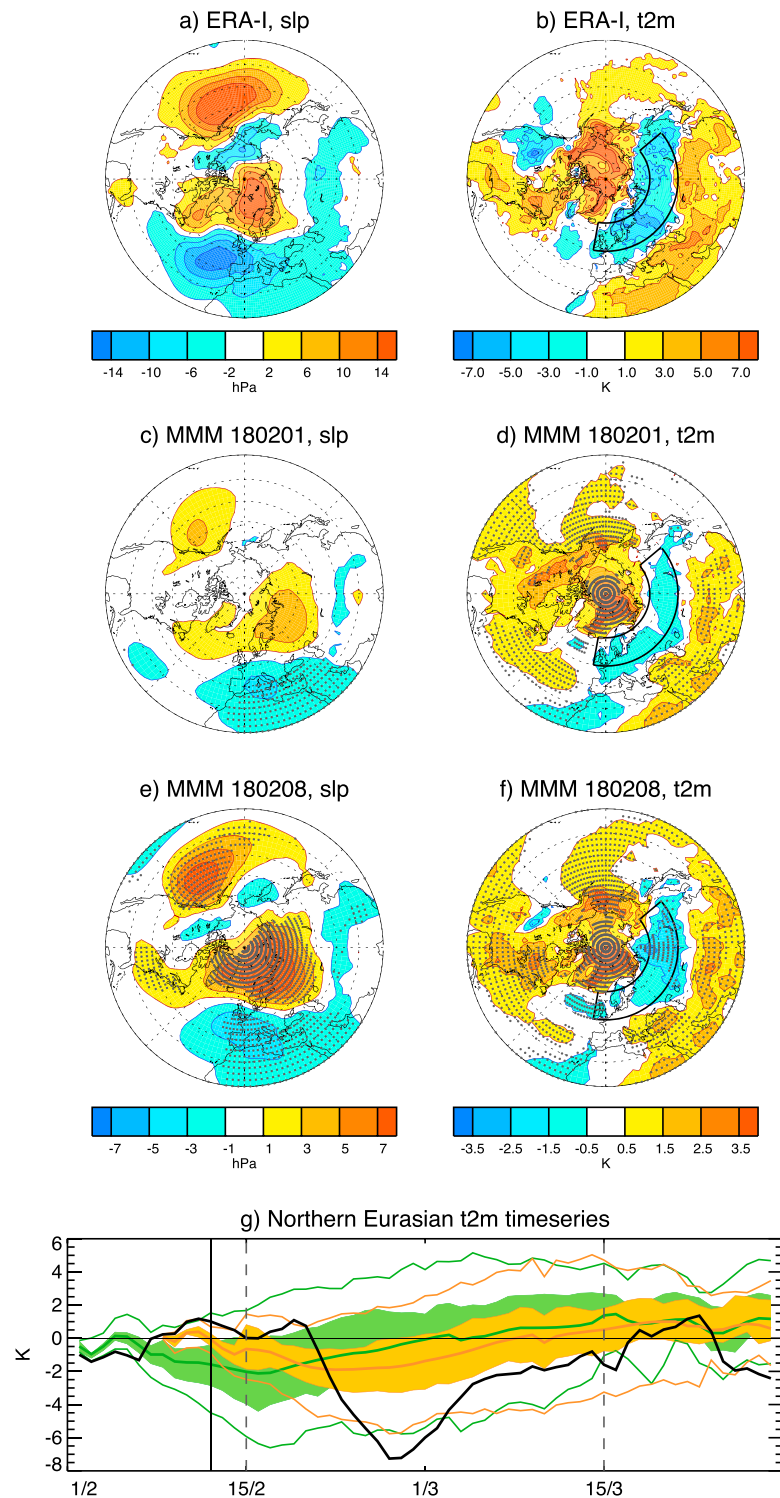 a) ERA-I, slp
b) ERA-I, t2m
-14 -10 -6 -2 2 6 10 14
hPa
-7.0 -5.0 -3.0 -1.0 1.0 3.0 5.0 7.0
K
c) MMM 180201, slp
d) MMM 180201, t2m
e) MMM 180208, slp
f) MMM 180208, t2m
-7 -5 -3 -1 1 3 5 7
hPa
-3.5 -2.5 -1.5 -0.5 0.5 1.5 2.5 3.5
K
g) Northern Eurasian t2m timeseries
6
4
2
0
-2
-4
-6
-8
K
1/2 15/2 1/3 15/3